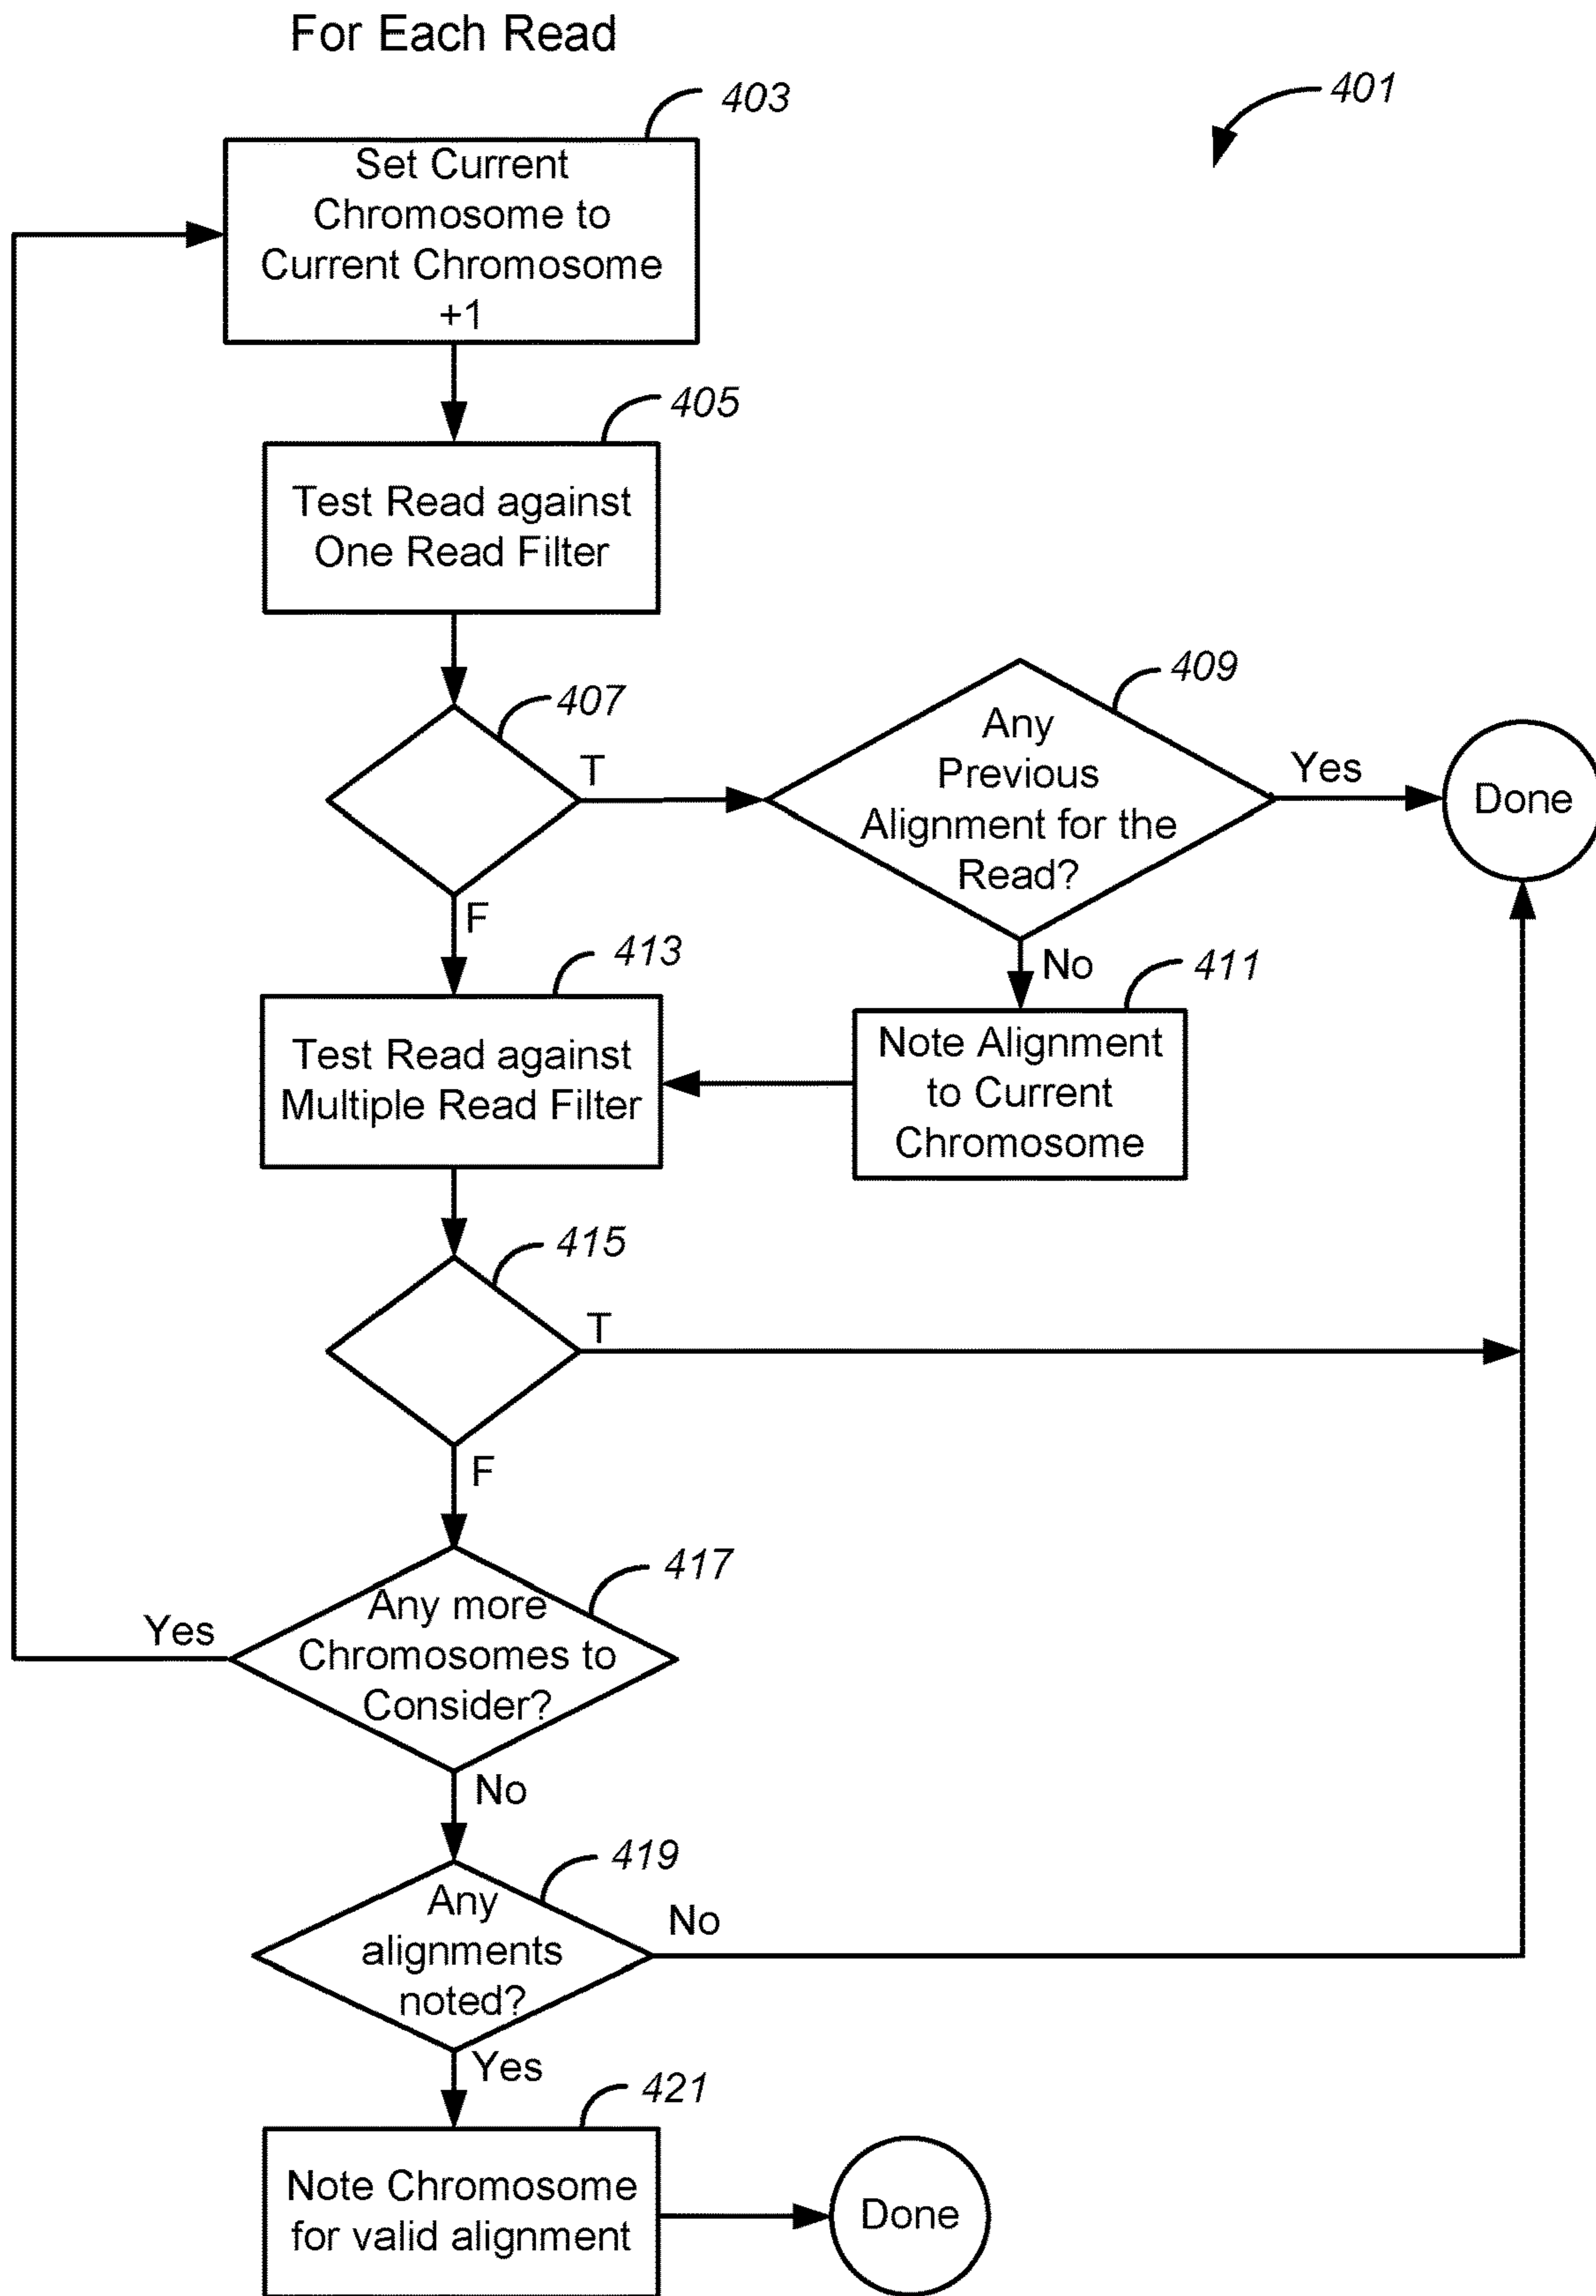 For Each Read
403
401
Set Current
Chromosome to
Current Chromosome
+1
405
Test Read against
One Read Filter
407
T
F
409
Any
Previous
Alignment for the
Read?
Yes
Done
No
411
Note Alignment
to Current
Chromosome
413
Test Read against
Multiple Read Filter
415
T
F
417
Any more
Chromosomes to
Consider?
Yes
No
419
Any
alignments
noted?
No
Yes
421
Note Chromosome
for valid alignment
Done